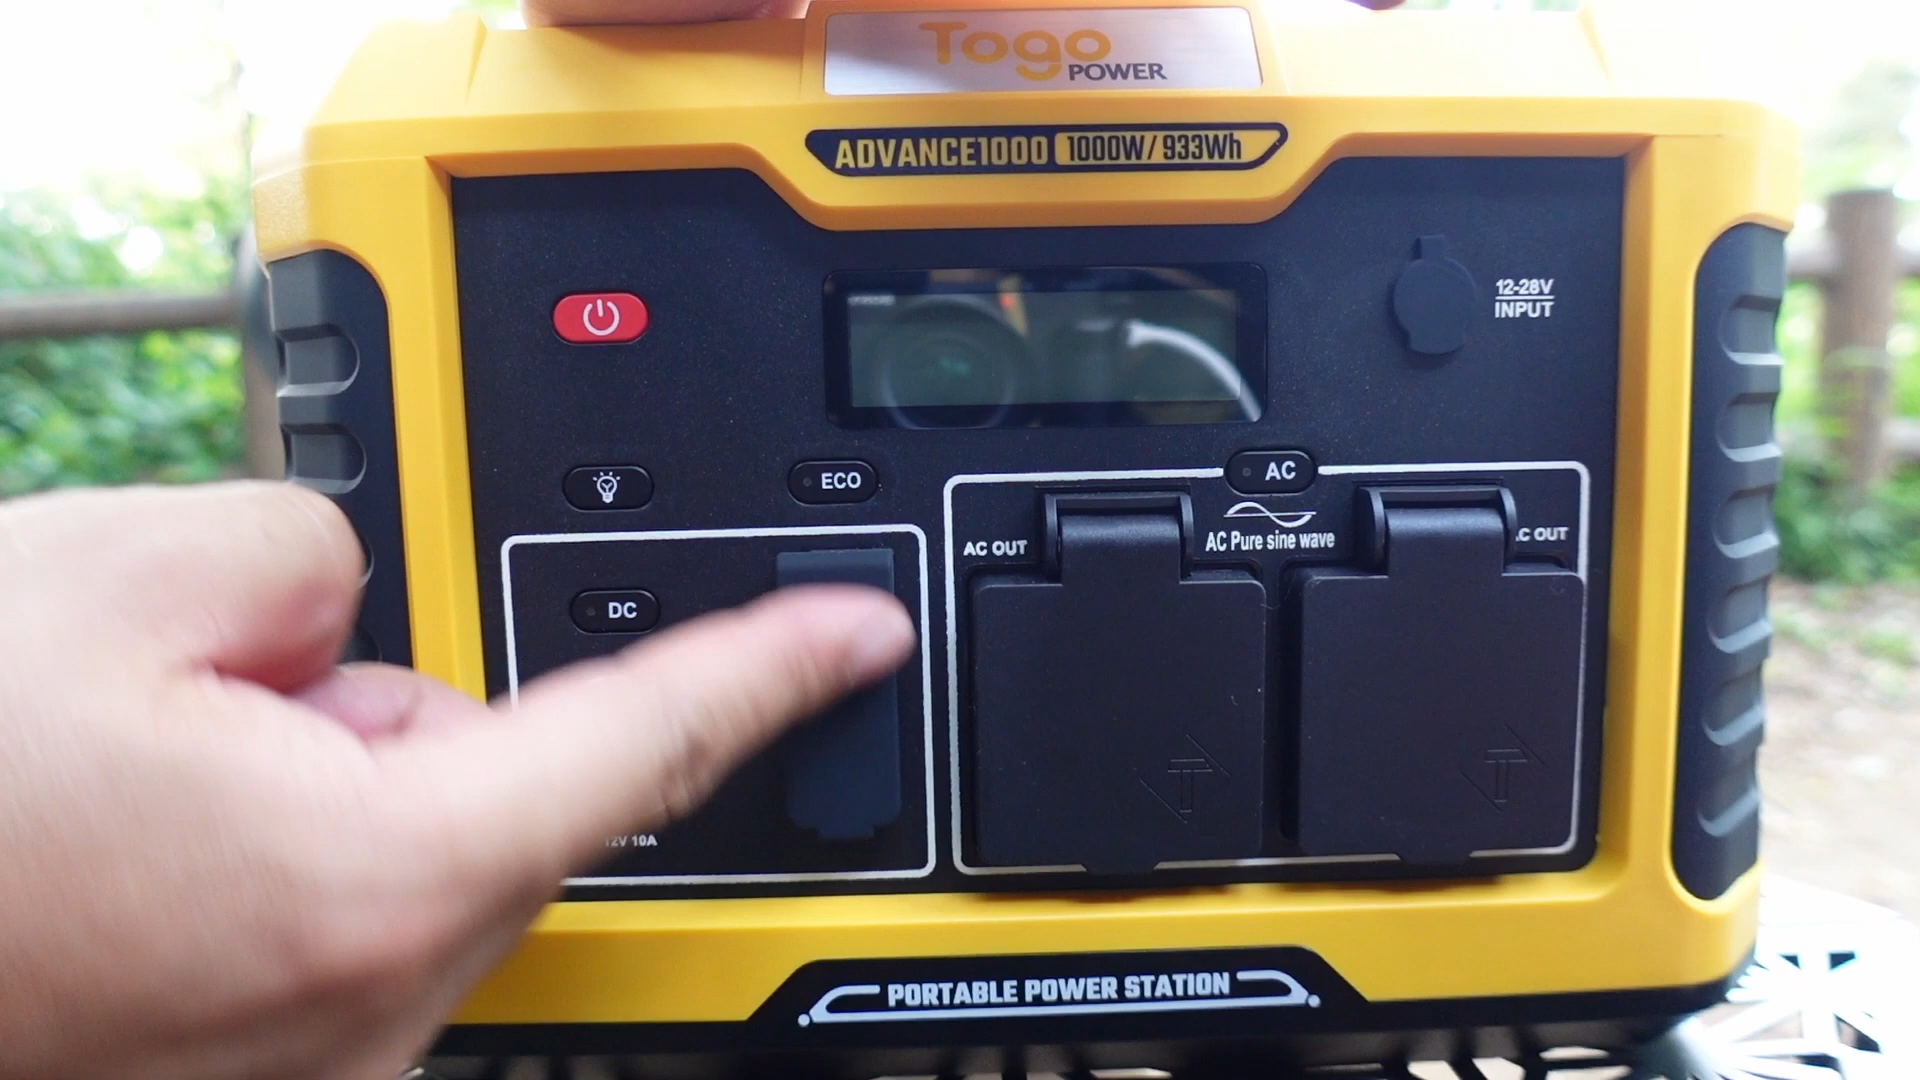 Togo
POWER
ADVANCE1000 1000W/933Wh
12-28V
INPUT
ECO
AC
AC OUT
AC Pure sine wave
.C OUT
DC
12V 10A
PORTABLE POWER STATION